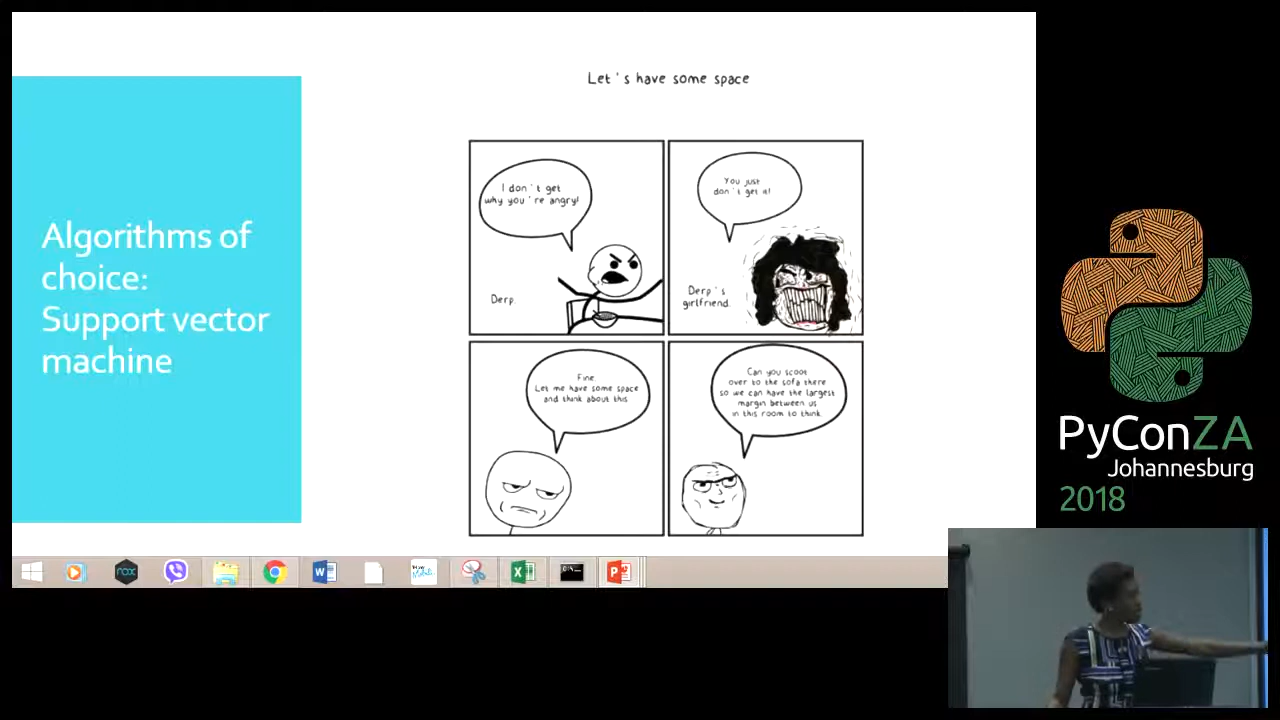 Let's have some space
Algorithms of
choice:
Support vector
machine
I don't get
why you're angry!
Derp.
You just
don't get it!
Derp's
girlfriend.
Fine.
Let me have some space
and think about this.
Can you scoot
over to the sofa there
so we can have the largest
margin between us
in this room to think.
PyConZA
Johannesburg
2018
nox